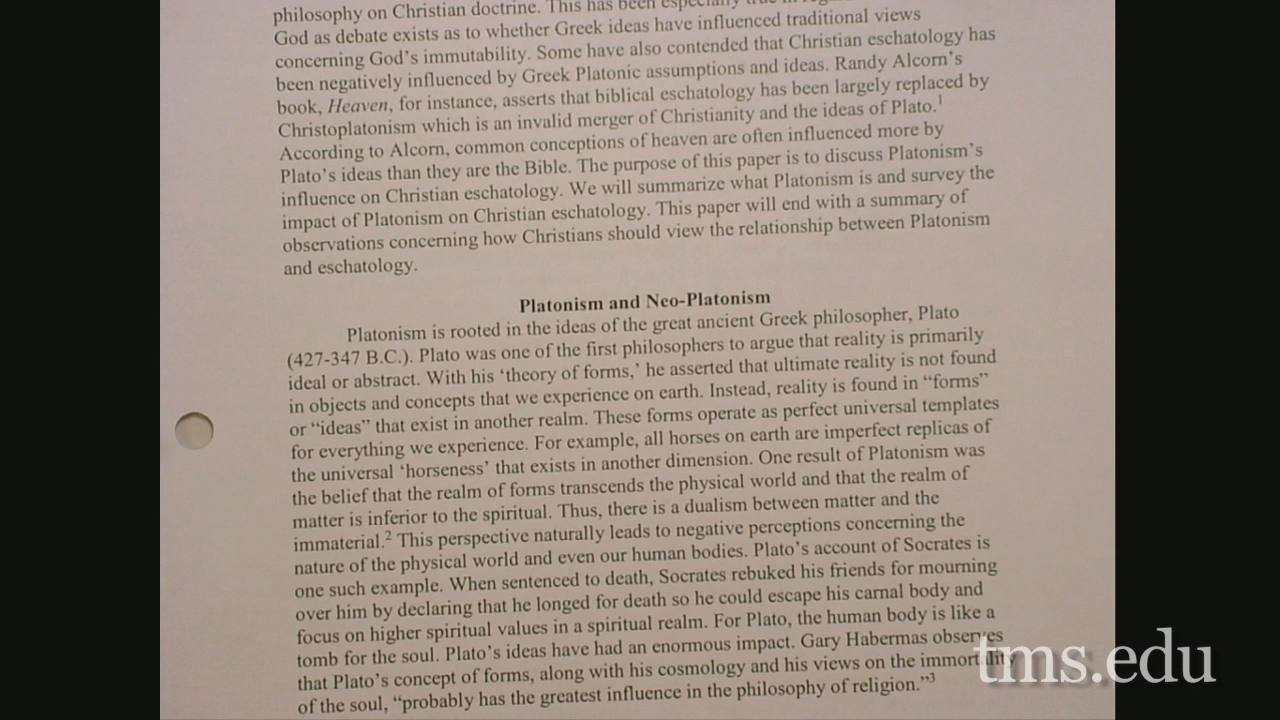 philosophy on Christian doctrine. This has been especially true in
God as debate exists as to whether Greek ideas have influenced traditional views
concerning God's immutability. Some have also contended that Christian eschatology has
been negatively influenced by Greek Platonic assumptions and ideas. Randy Alcorn's
book, Heaven, for instance, asserts that biblical eschatology has been largely replaced by
Christoplatonism which is an invalid merger of Christianity and the ideas of Plato.1
According to Alcorn, common conceptions of heaven are often influenced more by
Plato's ideas than they are the Bible. The purpose of this paper is to discuss Platonism's
influence on Christian eschatology. We will summarize what Platonism is and survey the
impact of Platonism on Christian eschatology. This paper will end with a summary of
observations concerning how Christians should view the relationship between Platonism
and eschatology.
Platonism and Neo-Platonism
Platonism is rooted in the ideas of the great ancient Greek philosopher, Plato
(427-347 B.C.). Plato was one of the first philosophers to argue that reality is primarily
ideal or abstract. With his 'theory of forms,' he asserted that ultimate reality is not found
in objects and concepts that we experience on earth. Instead, reality is found in "forms"
or "ideas" that exist in another realm. These forms operate as perfect universal templates
for everything we experience. For example, all horses on earth are imperfect replicas of
the universal 'horseness' that exists in another dimension. One result of Platonism was
the belief that the realm of forms transcends the physical world and that the realm of
matter is inferior to the spiritual. Thus, there is a dualism between matter and the
immaterial.2 This perspective naturally leads to negative perceptions concerning the
nature of the physical world and even our human bodies. Plato's account of Socrates is
one such example. When sentenced to death, Socrates rebuked his friends for mourning
over him by declaring that he longed for death so he could escape his carnal body and
focus on higher spiritual values in a spiritual realm. For Plato, the human body is like a
tomb for the soul. Plato's ideas have had an enormous impact. Gary Habermas observes
that Plato's concept of forms, along with his cosmology and his views on the immortality
of the soul, "probably has the greatest influence in the philosophy of religion."3
tms.edu